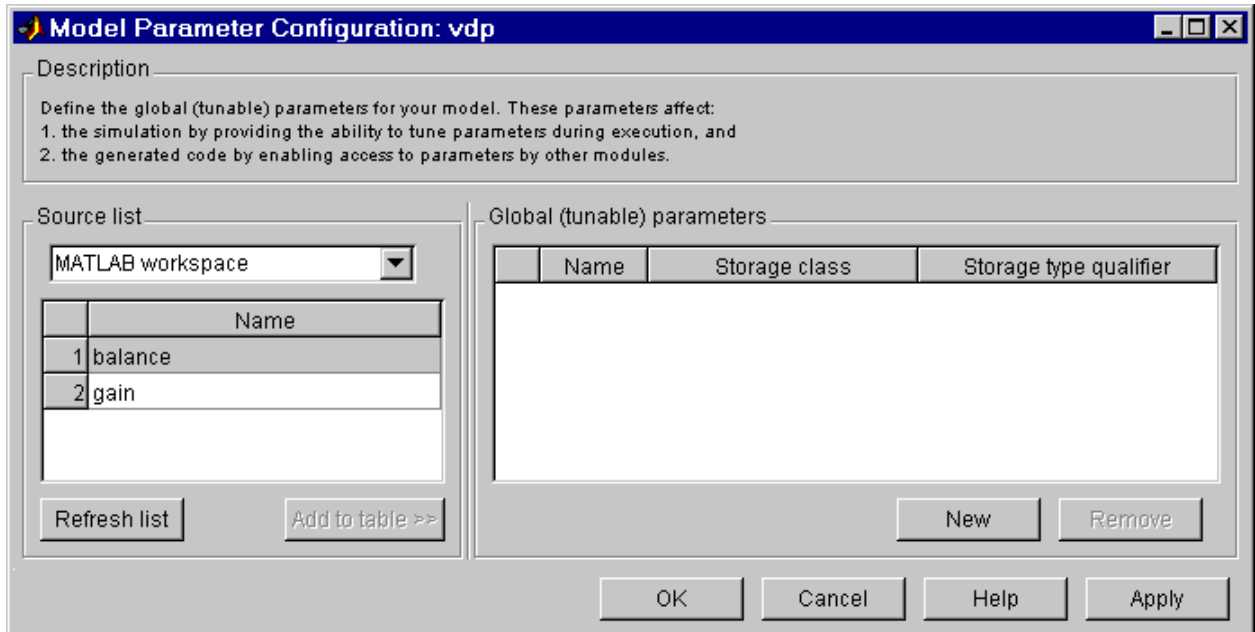 Model Parameter Configuration: vdp
Description
Define the global (tunable) parameters for your model. These parameters affect:
1. the simulation by providing the ability to tune parameters during execution, and
2. the generated code by enabling access to parameters by other modules.
Source list
MATLAB workspace
Name
1 balance
2 gain
Refresh list
Add to table >>
Global (tunable) parameters
Name Storage class Storage type qualifier
New
Remove
OK
Cancel
Help
Apply